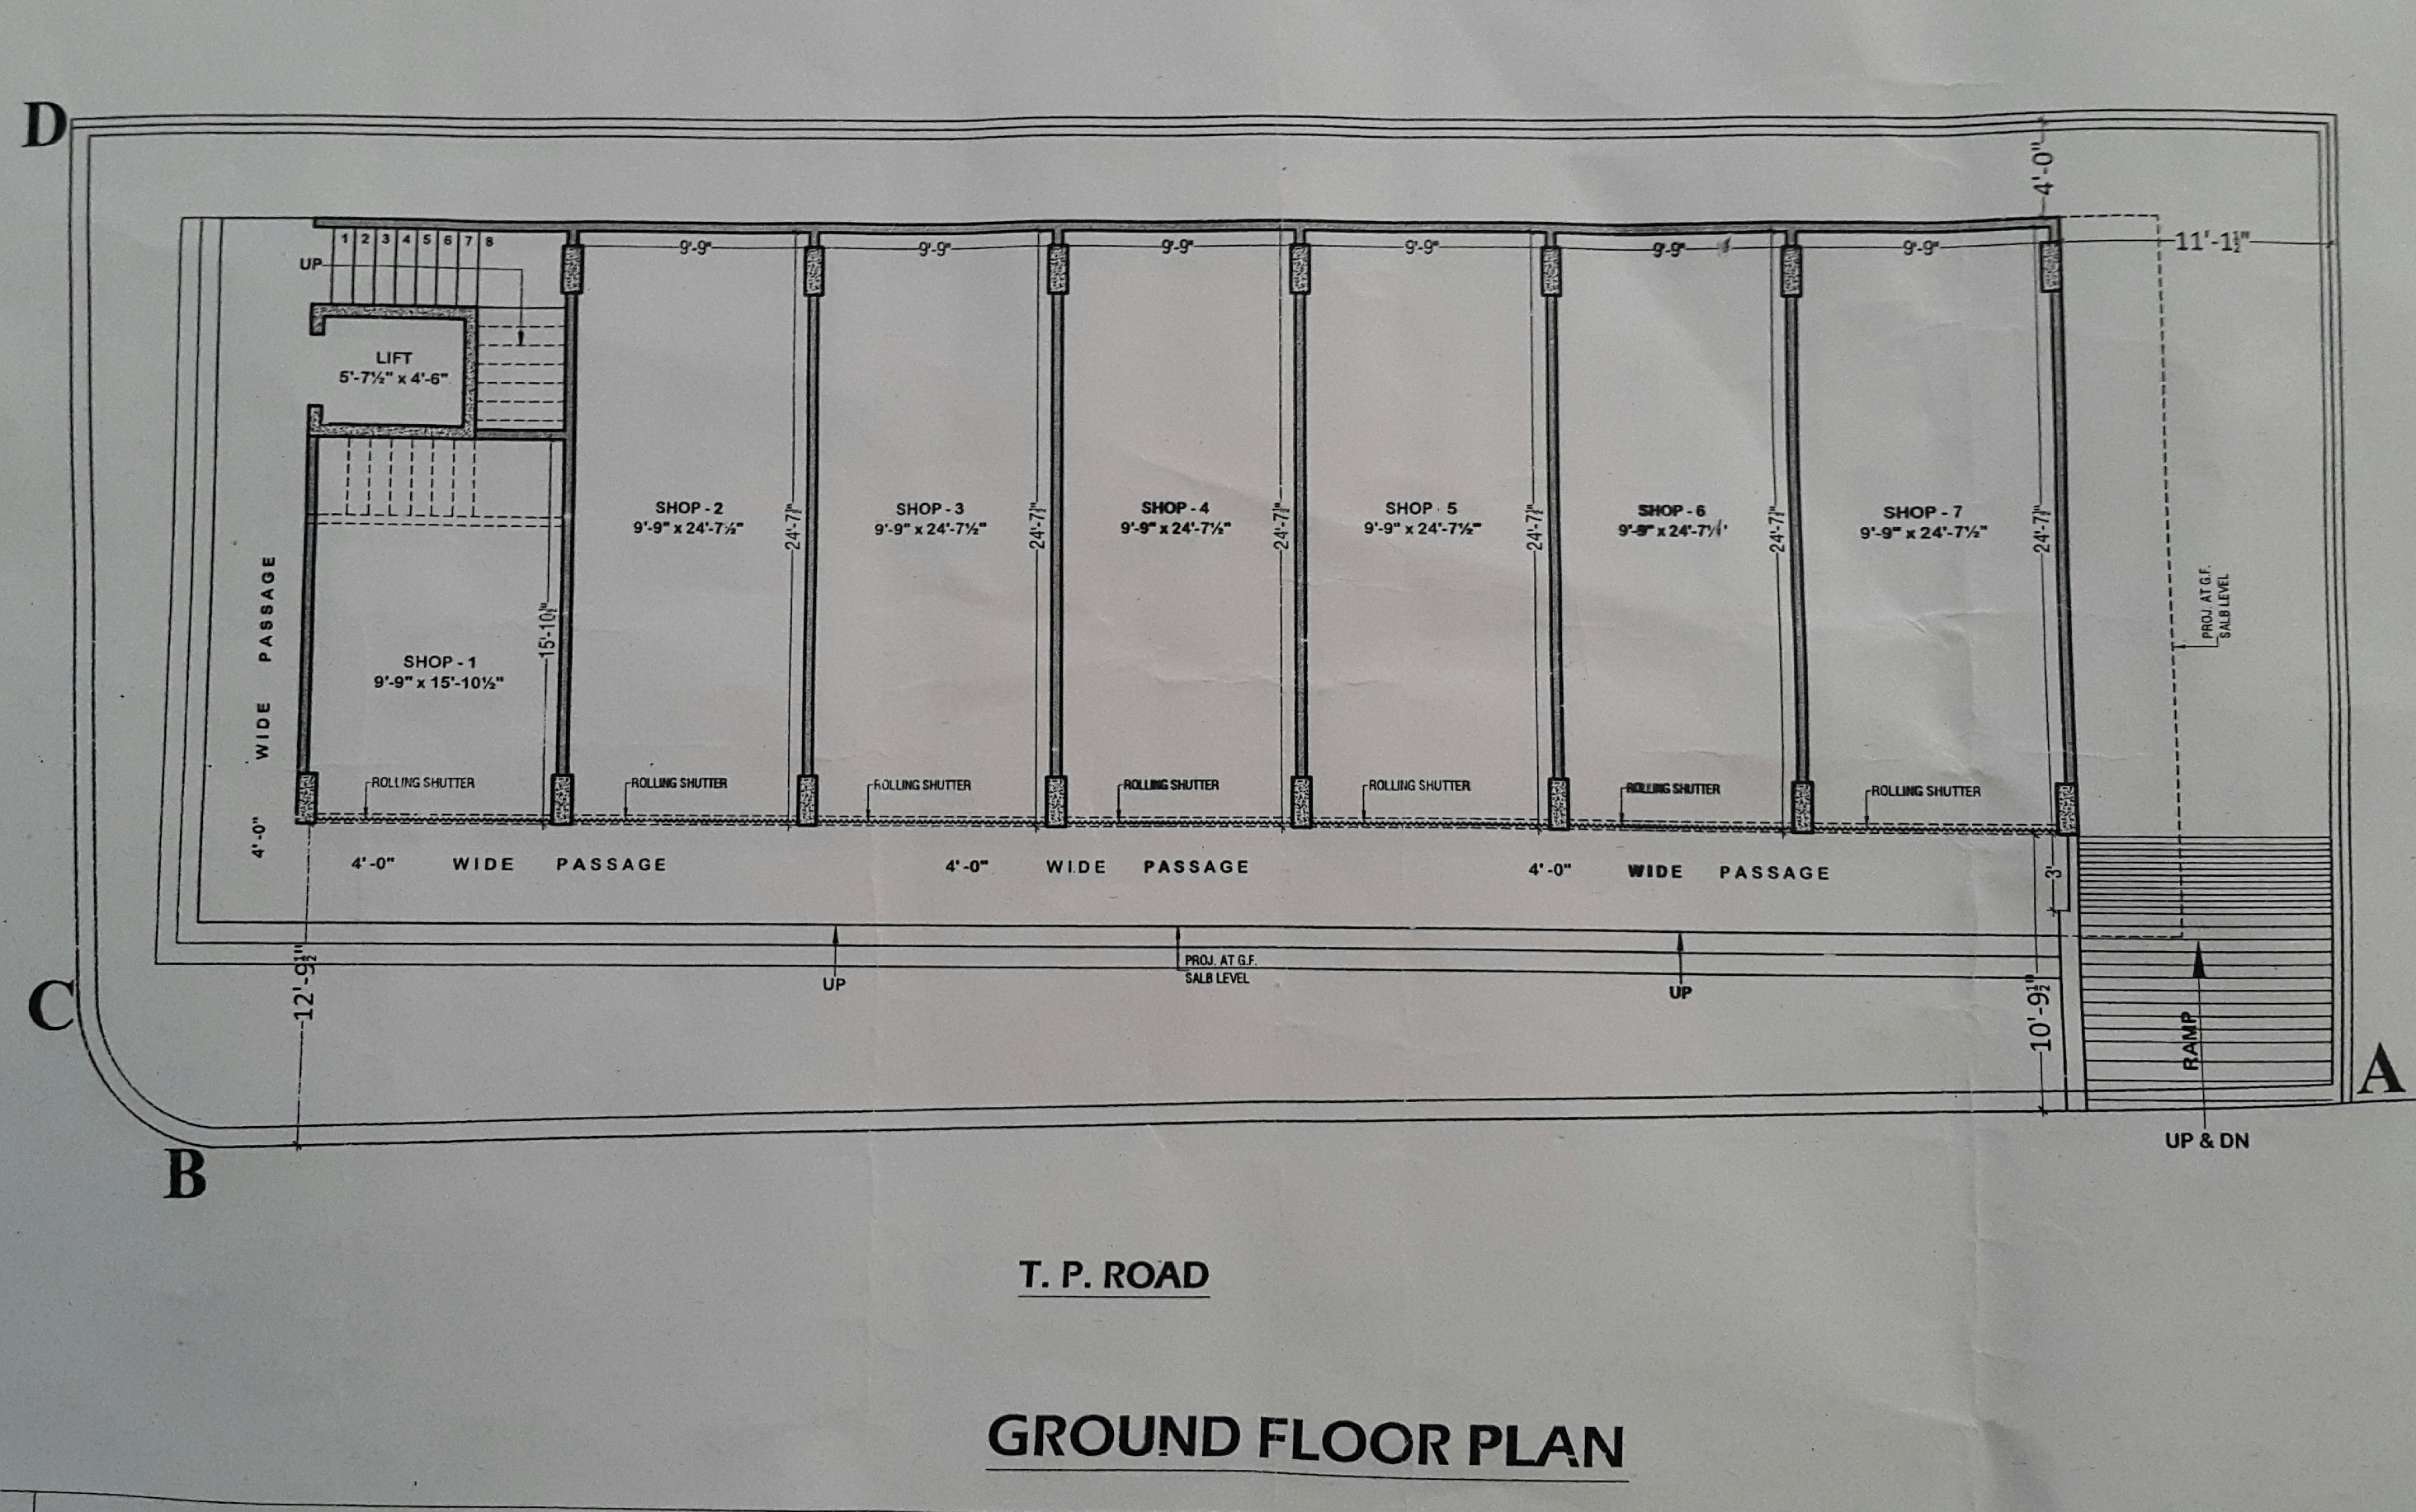 D
4'-0"
1 2 3 4 5 6 7 8
UP
9'-9"
9'-9"
9'-9"
9'-9"
9'-9"
9'-9"
11'-1½"
LIFT
5'-7½" x 4'-6"
SHOP - 2
9'-9" x 24'-7½"
24'-7½"
SHOP - 3
9'-9" x 24'-7½"
24'-7½"
SHOP - 4
9'-9" x 24'-7½"
24'-7½"
SHOP - 5
9'-9" x 24'-7½"
24'-7½"
SHOP - 6
9'-9" x 24'-7½"
24'-7½"
SHOP - 7
9'-9" x 24'-7½"
24'-7½"
PROJ. AT G.F.
SALB LEVEL
4'-0" WIDE PASSAGE
15'-10½"
SHOP - 1
9'-9" x 15'-10½"
ROLLING SHUTTER
ROLLING SHUTTER
ROLLING SHUTTER
ROLLING SHUTTER
ROLLING SHUTTER
ROLLING SHUTTER
ROLLING SHUTTER
4'-0" WIDE PASSAGE
4'-0" WIDE PASSAGE
4'-0" WIDE PASSAGE
3'
C
12'-9½"
UP
PROJ. AT G.F.
SALB LEVEL
UP
10'-9½"
RAMP
A
UP & DN
B
T. P. ROAD
GROUND FLOOR PLAN